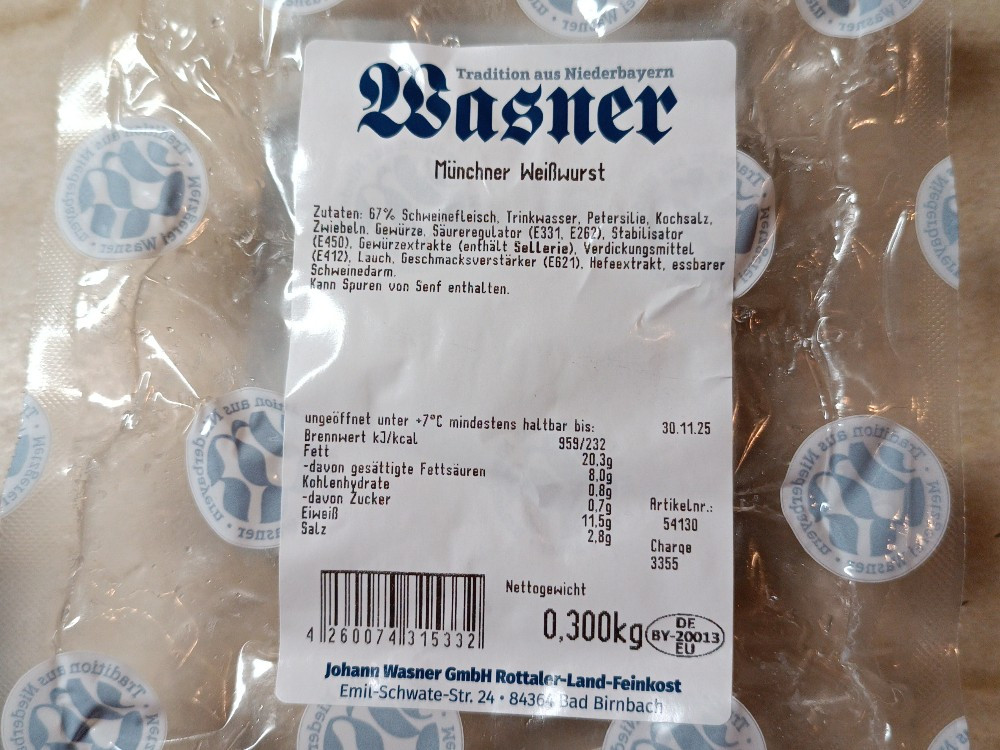 Tradition aus Niederbayern
Wasner
Münchner Weißwurst
Zutaten: 67% Schweinefleisch, Trinkwasser, Petersilie, Kochsalz,
Zwiebeln, Gewürze, Säureregulator (E331, E262), Stabilisator
(E450), Gewürzextrakte (enthält Sellerie), Verdickungsmittel
(E412), Lauch, Geschmacksverstärker (E621), Hefeextrakt, essbarer
Schweinedarm.
Kann Spuren von Senf enthalten.
ungeöffnet unter +7°C mindestens haltbar bis: 30.11.25
Brennwert kJ/kcal 959/232
Fett 20,3g
-davon gesättigte Fettsäuren 8,0g
Kohlenhydrate 0,8g
-davon Zucker 0,7g
Eiweiß 11,5g
Salz 2,8g
Artikelnr.:
54130
Charge
3355
Nettogewicht
0,300kg
DE
BY-20013
EU
4 260074 315332
Johann Wasner GmbH Rottaler-Land-Feinkost
Emil-Schwate-Str. 24 • 84364 Bad Birnbach
Tradition aus Niederbayern • Metzgerei Wasner •